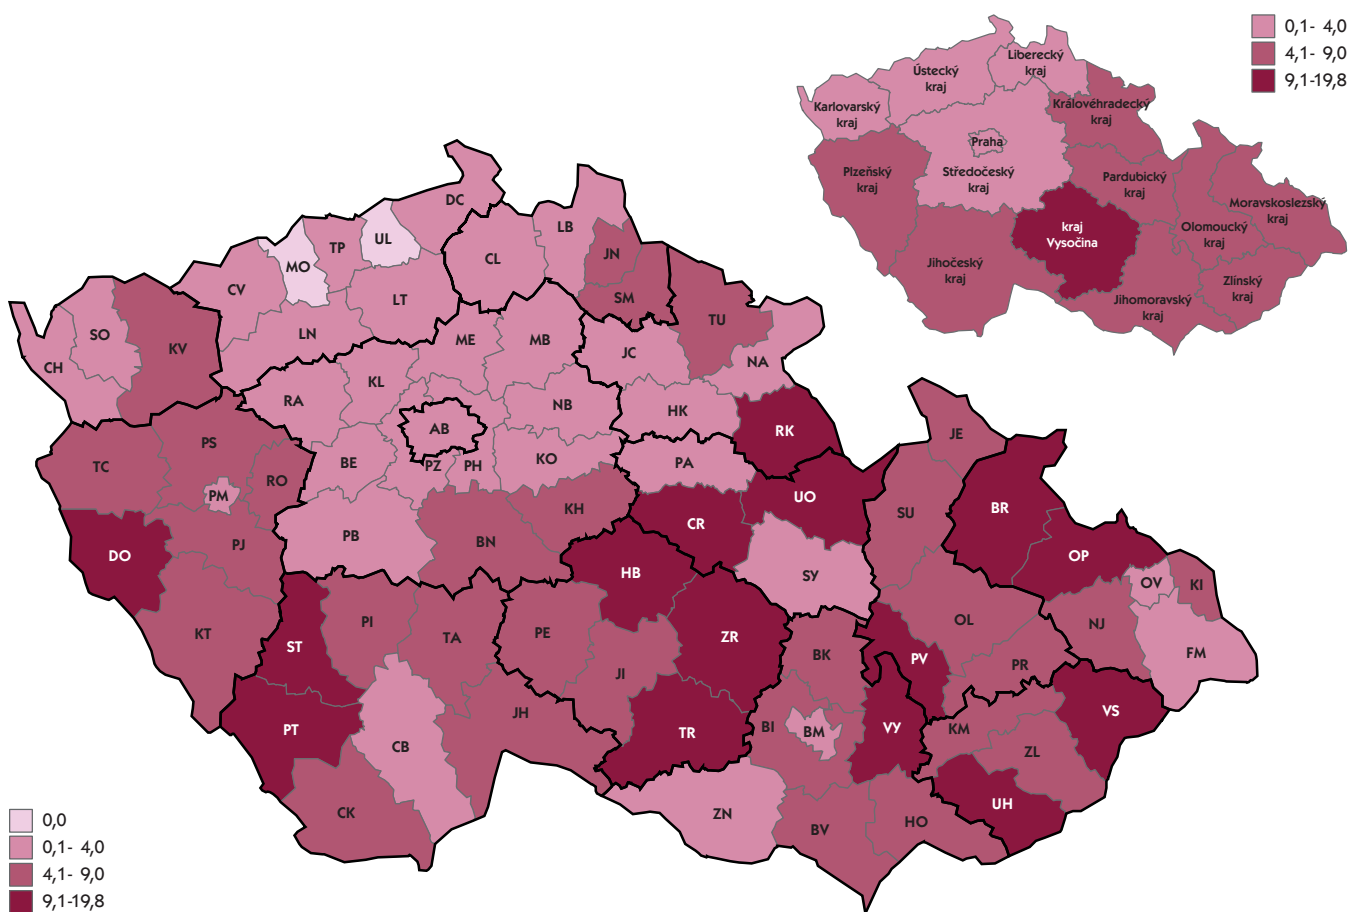 0,1- 4,0
4,1- 9,0
9,1-19,8
Liberecký
kraj
Ústecký
kraj
Karlovarský
kraj
Královéhradecký
kraj
Praha
Středočeský
kraj
Plzeňský
kraj
Pardubický
kraj
Moravskoslezský
kraj
Olomoucký
kraj
kraj
Vysočina
Jihočeský
kraj
Zlínský
kraj
Jihomoravský
kraj
DC
UL
TP
LB
MO
CL
JN
CV
LT
SM
TU
SO
LN
ME
MB
KV
JC
NA
CH
KL
RA
NB
HK
AB
RK
JE
PS
BE
PZ
PH
KO
PA
TC
RO
PM
UO
BR
KH
CR
SU
PB
BN
PJ
DO
OP
HB
SY
OV
KI
PI
OL
NJ
KT
PE
TA
ZR
ST
BK
FM
PV
PR
JI
VS
JH
PT
TR
BI
BM
VY
KM
CB
ZL
UH
CK
ZN
BV
HO
0,0
0,1- 4,0
4,1- 9,0
9,1-19,8